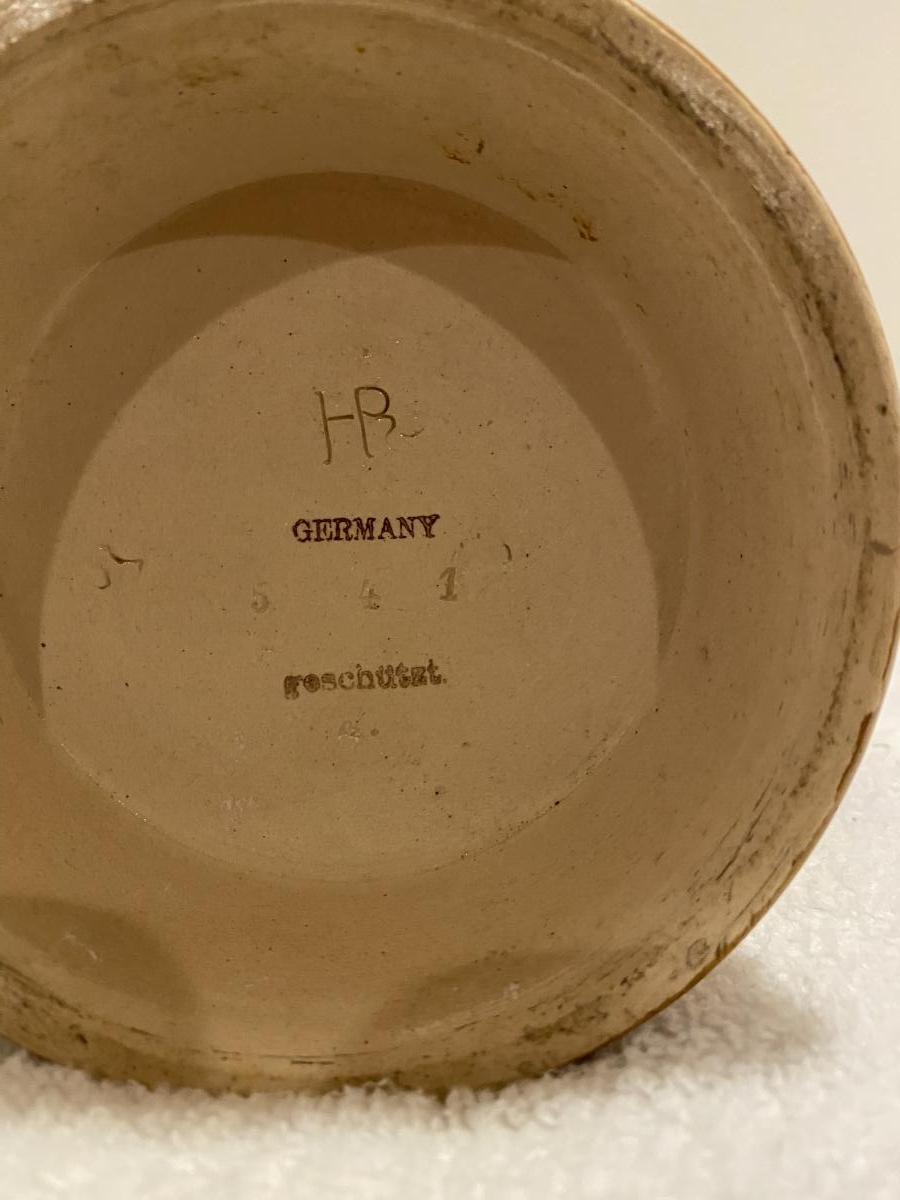 HR
GERMANY
5 4 1
geschützt.